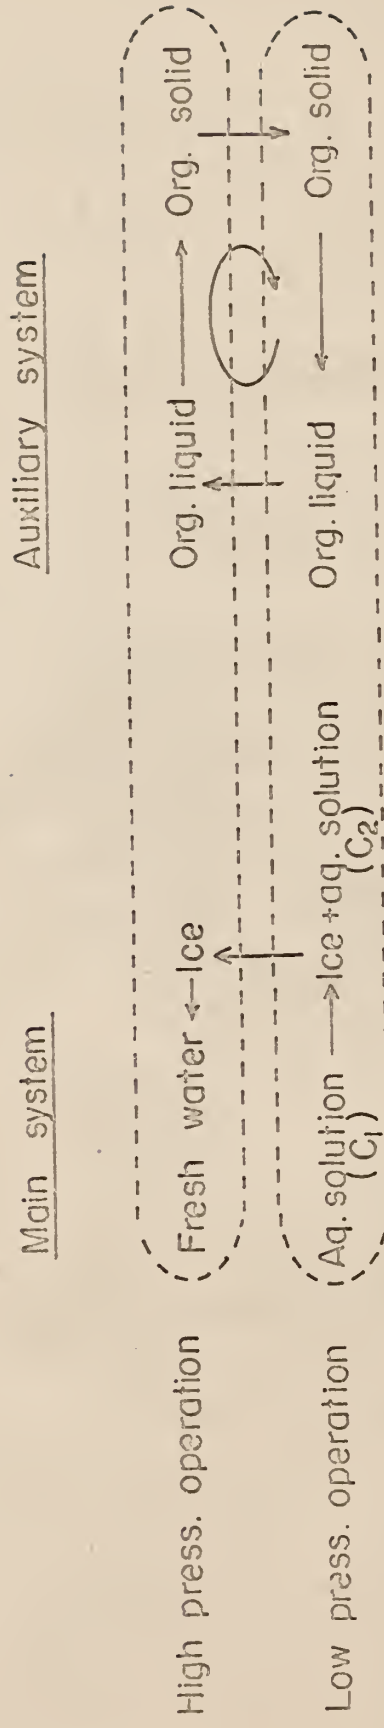 Main system Auxiliary system
High press. operation Fresh water Ice Org. liquid Org. solid
Low press. operation Aq. solution Ice + aq. solution Org. liquid Org. solid
(C₁) (C₂)